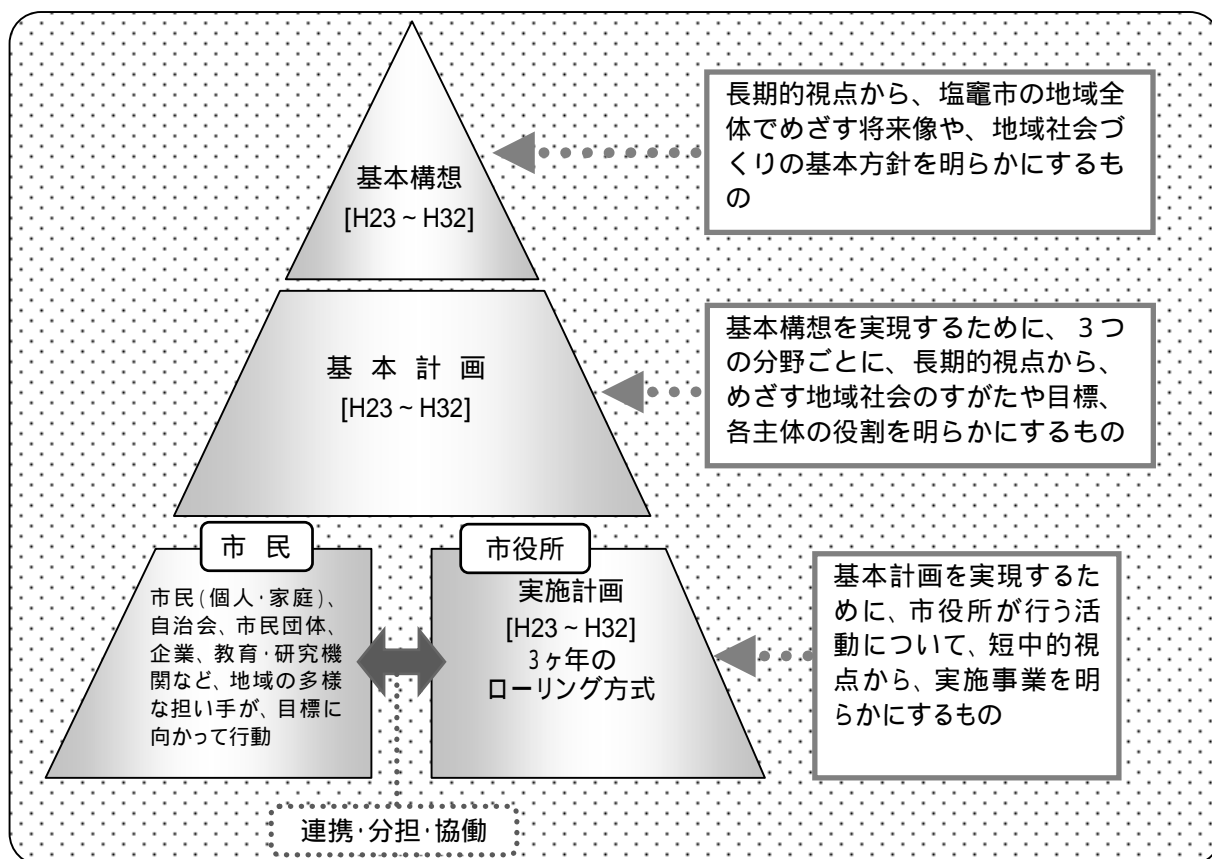 基本構想
[H23～H32]
長期的視点から、塩竈市の地域全
体でめざす将来像や、地域社会づ
くりの基本方針を明らかにするも
の
基本計画
[H23～H32]
基本構想を実現するために、３つ
の分野ごとに、長期的視点から、
めざす地域社会のすがたや目標、
各主体の役割を明らかにするもの
市民
市民(個人・家庭)、
自治会、市民団体、
企業、教育・研究機
関など、地域の多様
な担い手が、目標に
向かって行動
市役所
実施計画
[H23～H32]
3ヶ年の
ローリング方式
基本計画を実現するた
めに、市役所が行う活
動について、短中的視
点から、実施事業を明
らかにするもの
連携・分担・協働